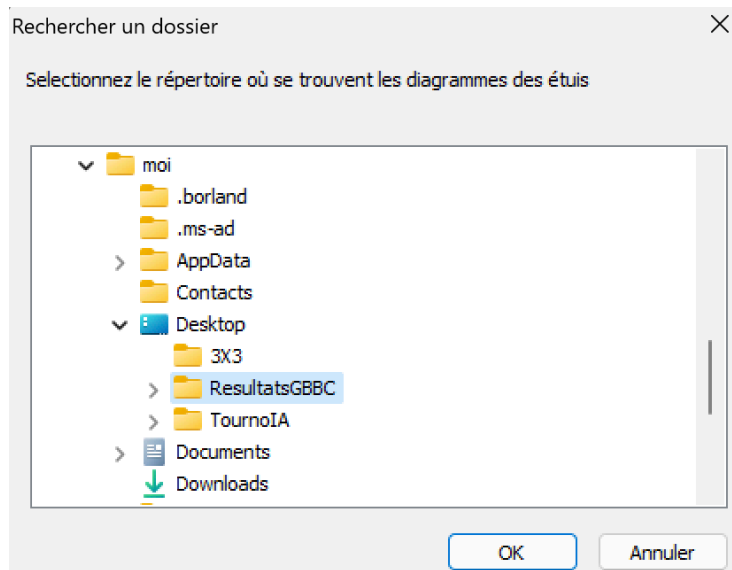 Rechercher un dossier
Selectionnez le répertoire où se trouvent les diagrammes des étuis
moi
.borland
.ms-ad
AppData
Contacts
Desktop
3X3
ResultatsGBBC
TournoIA
Documents
Downloads
OK Annuler